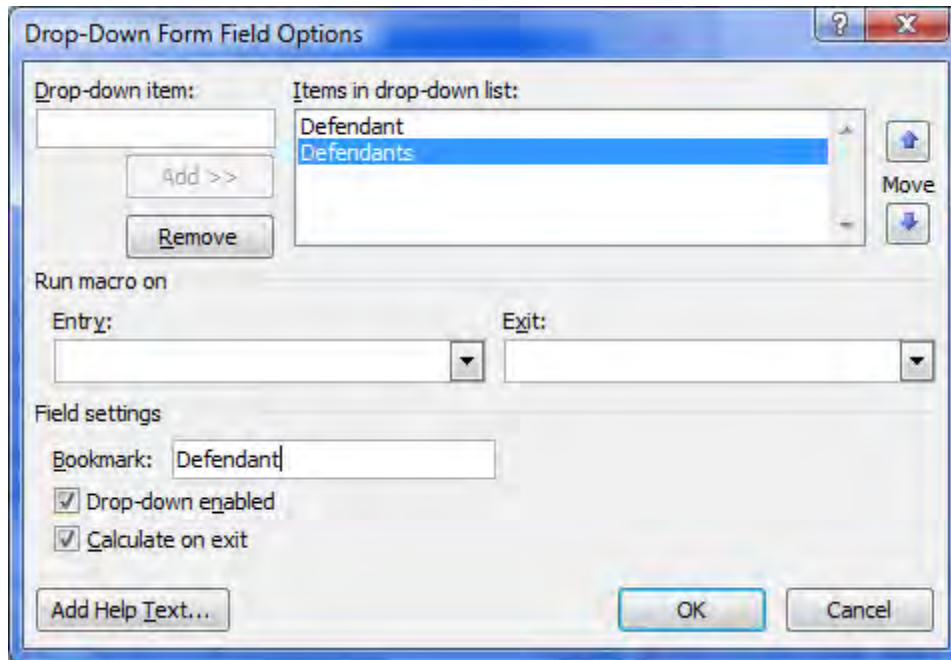 Drop-Down Form Field Options
Drop-down item:
Items in drop-down list:
Defendant
Defendants
Add >>
Move
Remove
Run macro on
Entry:
Exit:
Field settings
Bookmark: Defendant
Drop-down enabled
Calculate on exit
Add Help Text...
OK
Cancel